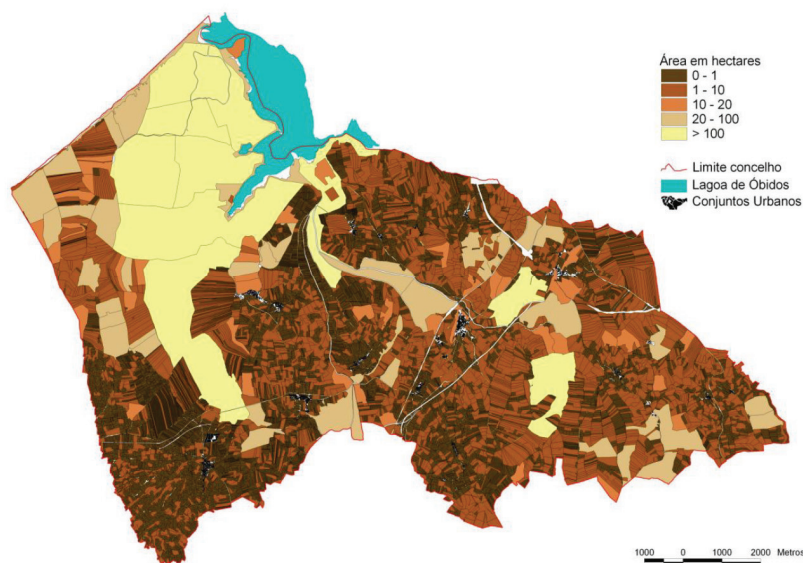 Área em hectares
0 - 1
1 - 10
10 - 20
20 - 100
> 100
Limite concelho
Lagoa de Óbidos
Conjuntos Urbanos
1000 0 1000 2000 Metros